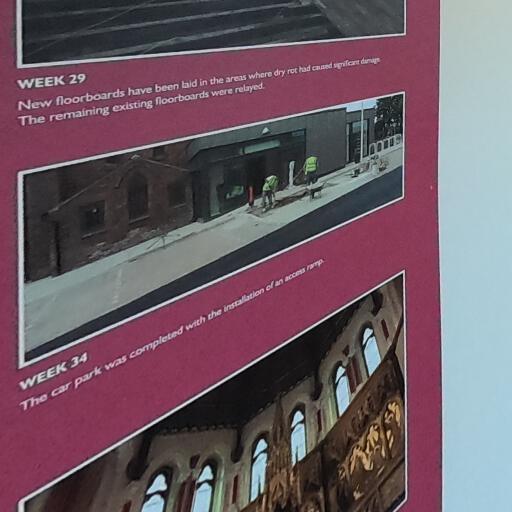 WEEK 29
New floorboards have been laid in the areas where dry rot had caused significant damage.
The remaining existing floorboards were relayed.
WEEK 34
The car park was completed with the installation of an access ramp.